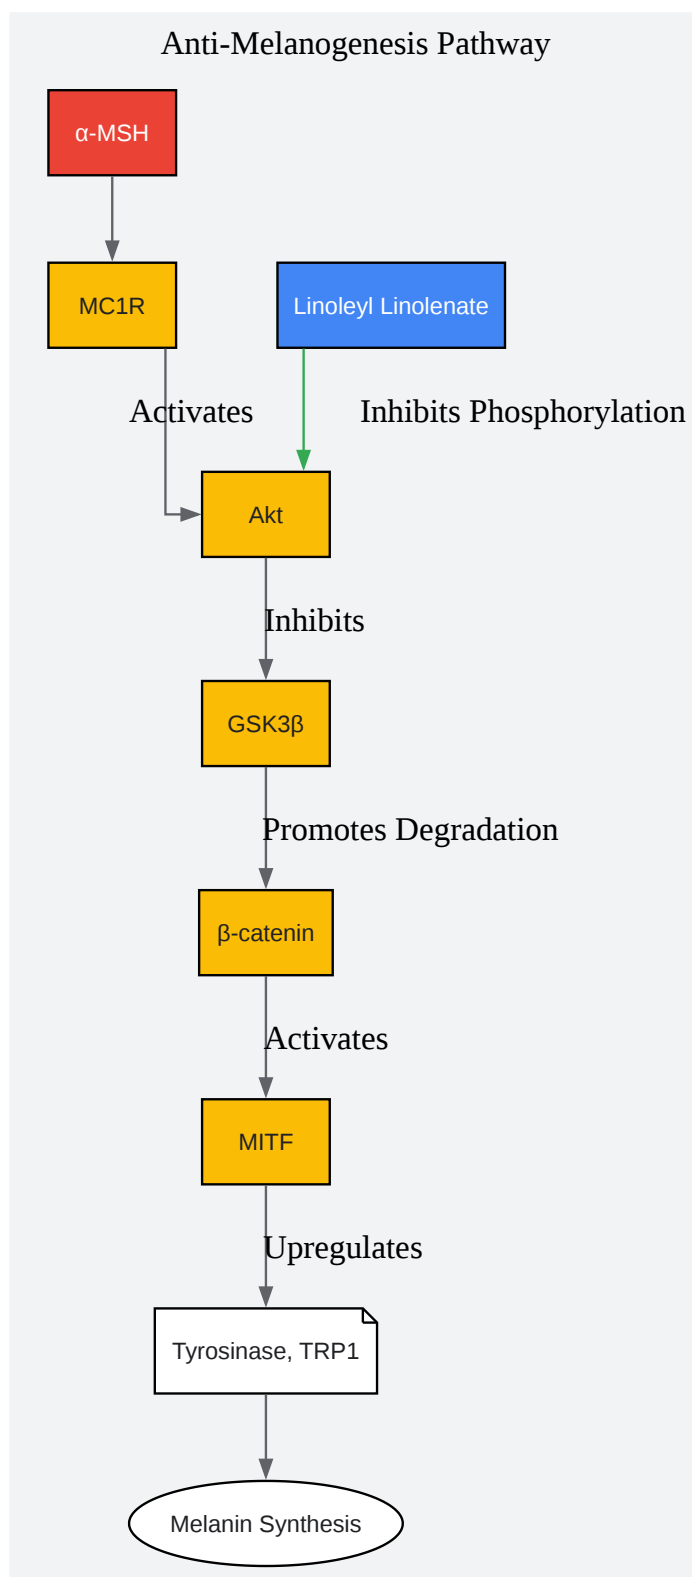 Anti-Melanogenesis Pathway
α-MSH
MC1R
Linoleyl Linolenate
Activates
Inhibits Phosphorylation
Akt
Inhibits
GSK3β
Promotes Degradation
β-catenin
Activates
MITF
Upregulates
Tyrosinase, TRP1
Melanin Synthesis